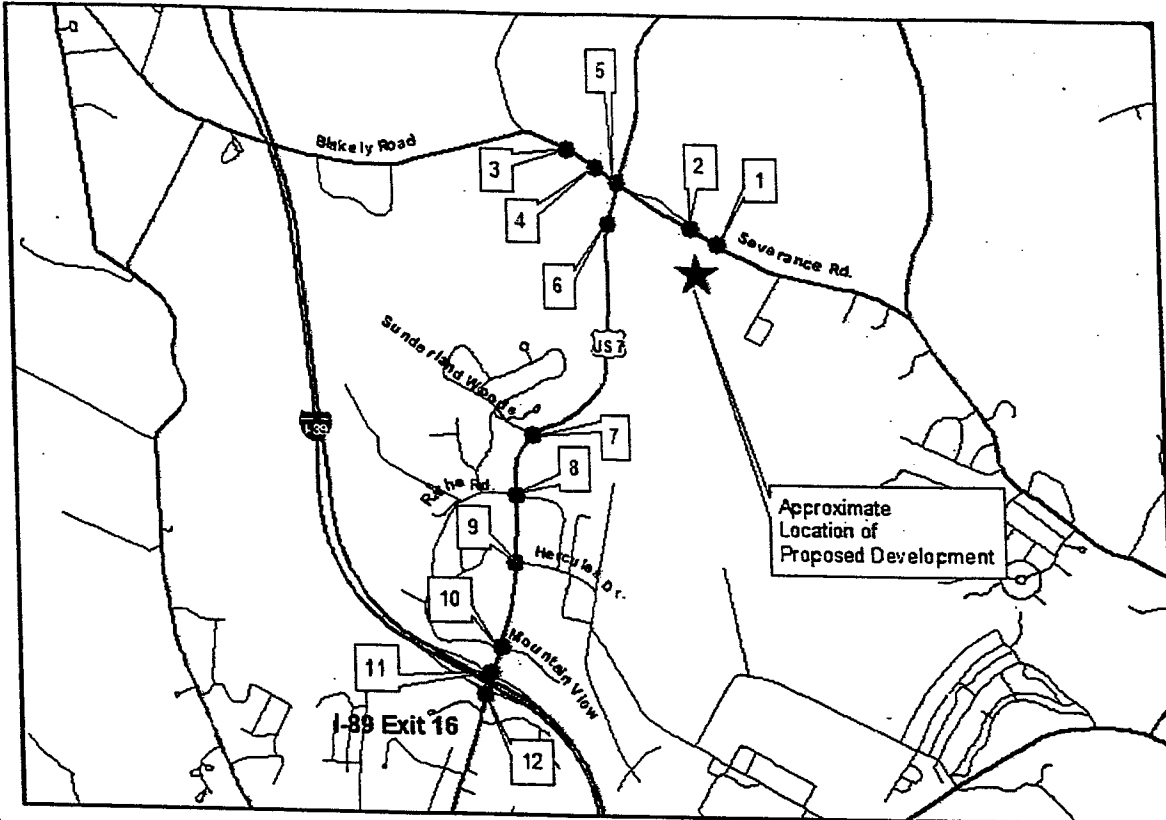 5
Blakely Road
3
2
1
4
Severance Rd.
6
US 7
Sunderland Woods
I-89
7
8
Rathe Rd.
9
Hercules Dr.
Approximate
Location of
Proposed Development
10
Mountain View
11
I-89 Exit 16
12